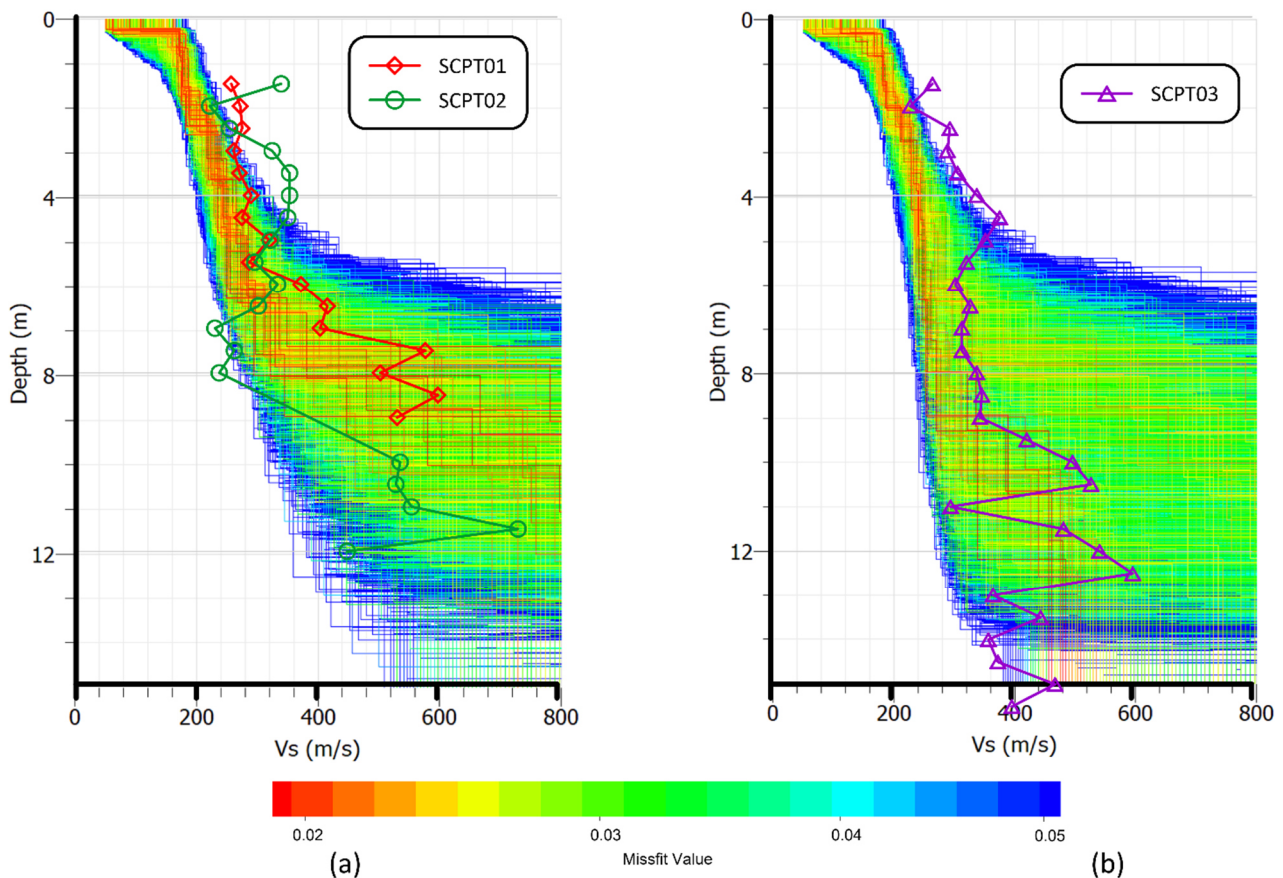 0
4
8
12
Depth (m)
SCPT01
SCPT02
0 200 400 600 800
Vs (m/s)
0
4
8
12
Depth (m)
SCPT03
0 200 400 600 800
Vs (m/s)
0.02 0.03 0.04 0.05
Missfit Value
(a) (b)